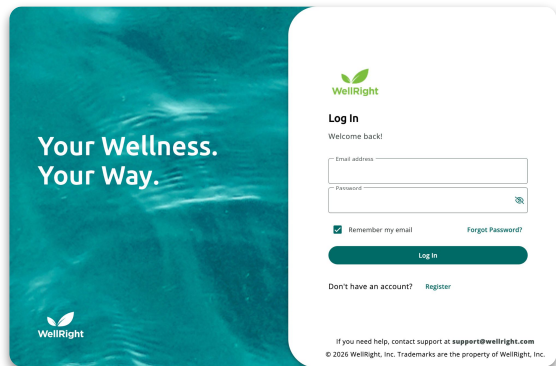 Your Wellness.
Your Way.
WellRight
WellRight
Log In
Welcome back!
Email address
Password
Remember my email
Forgot Password?
Log In
Don't have an account? Register
If you need help, contact support at support@wellright.com
© 2026 WellRight, Inc. Trademarks are the property of WellRight, Inc.